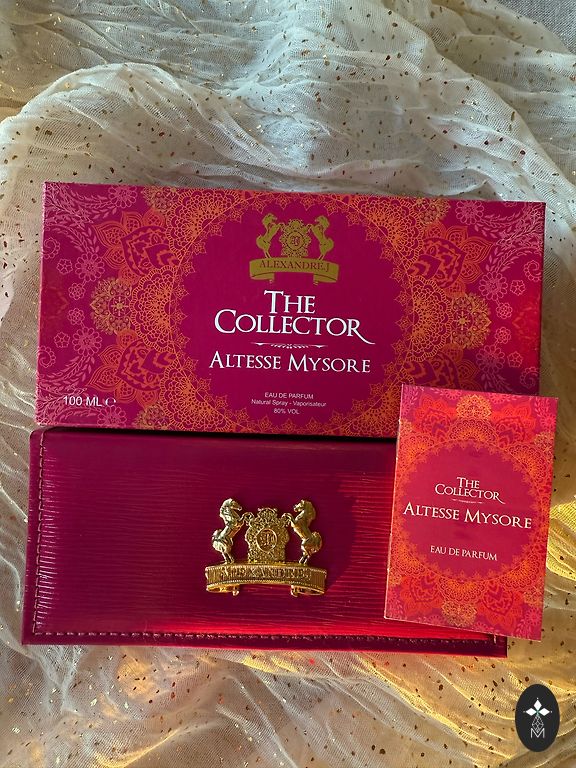 ALEXANDRE.J
THE
COLLECTOR
ALTESSE MYSORE
EAU DE PARFUM
Natural Spray - Vaporisateur
80% VOL
100 ML ℮
ALEXANDRE.J
THE
COLLECTOR
ALTESSE MYSORE
EAU DE PARFUM